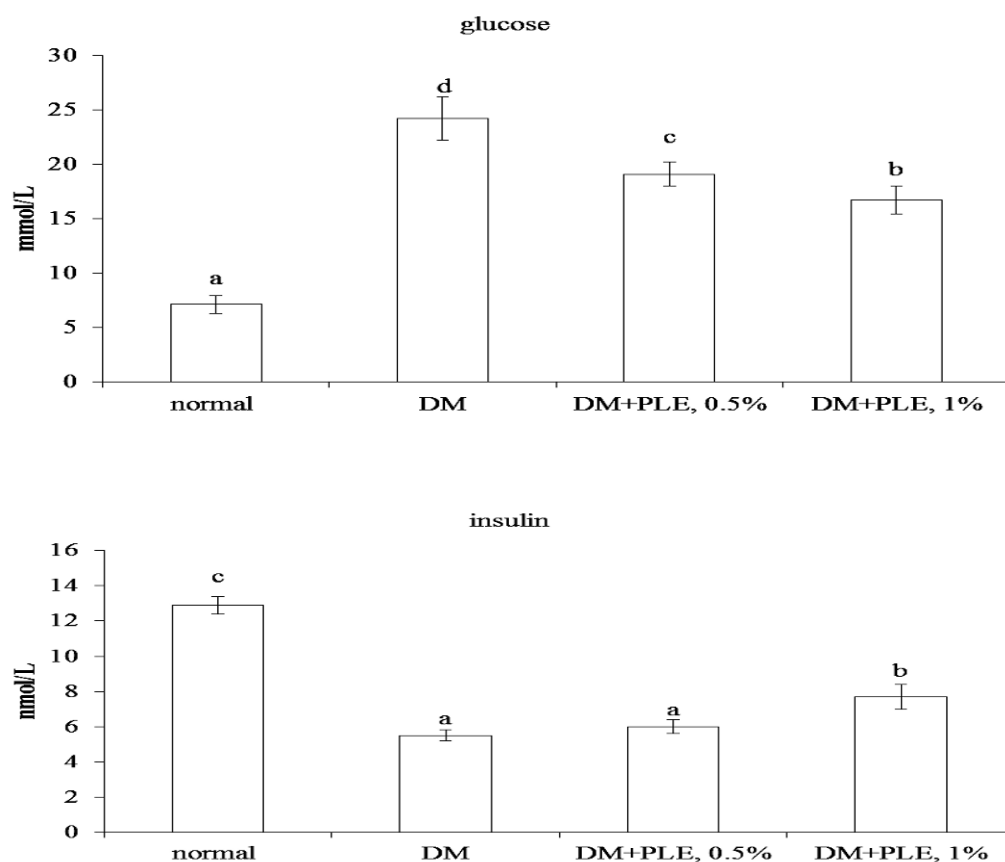 glucose
30
d
25
c
20
b
mmol/L
15
10
a
5
0
normal DM DM+PLE, 0.5% DM+PLE, 1%
insulin
16
c
14
12
10
nmol/L
b
8
a a
6
4
2
0
normal DM DM+PLE, 0.5% DM+PLE, 1%